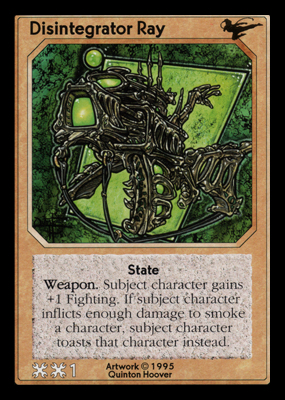 Disintegrator Ray
State
Weapon. Subject character gains
+1 Fighting. If subject character
inflicts enough damage to smoke
a character, subject character
toasts that character instead.
1
Artwork © 1995
Quinton Hoover